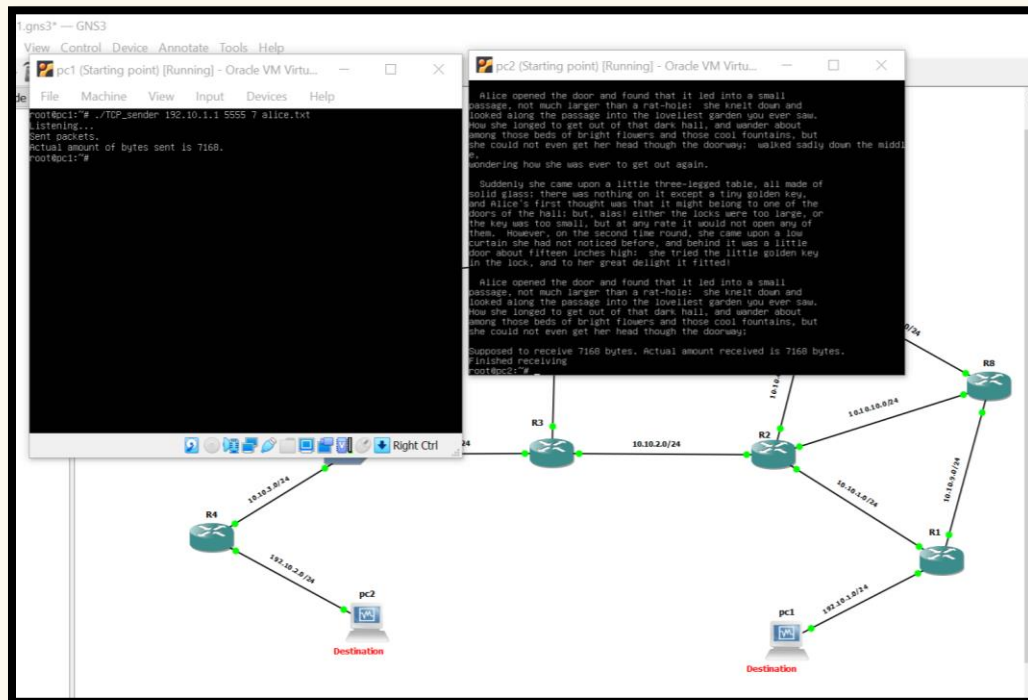 1.gns3* — GNS3
View Control Device Annotate Tools Help
pc1 (Starting point) [Running] - Oracle VM Virtu...
File Machine View Input Devices Help
root@pc1:~# ./TCP_sender 192.10.1.1 5555 7 alice.txt
Listening...
Sent packets.
Actual amount of bytes sent is 7168.
root@pc1:~#
Right Ctrl
pc2 (Starting point) [Running] - Oracle VM Virtu...
Alice opened the door and found that it led into a small
passage, not much larger than a rat-hole: she knelt down and
looked along the passage into the loveliest garden you ever saw.
How she longed to get out of that dark hall, and wander about
among those beds of bright flowers and those cool fountains, but
she could not even get her head though the doorway; walked sadly down the middl
e,
wondering how she was ever to get out again.
Suddenly she came upon a little three-legged table, all made of
solid glass; there was nothing on it except a tiny golden key,
and Alice's first thought was that it might belong to one of the
doors of the hall; but, alas! either the locks were too large, or
the key was too small, but at any rate it would not open any of
them. However, on the second time round, she came upon a low
curtain she had not noticed before, and behind it was a little
door about fifteen inches high: she tried the little golden key
in the lock, and to her great delight it fitted!
Alice opened the door and found that it led into a small
passage, not much larger than a rat-hole: she knelt down and
looked along the passage into the loveliest garden you ever saw.
How she longed to get out of that dark hall, and wander about
among those beds of bright flowers and those cool fountains, but
she could not even get her head though the doorway;
Supposed to receive 7168 bytes. Actual amount received is 7168 bytes.
Finished receiving
root@pc2:~# _
0/24
R8
10.10.10.0/24
R3
24
10.10.2.0/24
R2
10.10.3.0/24
10.10.1.0/24
10.10.9.0/24
R4
R1
192.10.2.0/24
192.10.1.0/24
pc2
pc1
Destination
Destination